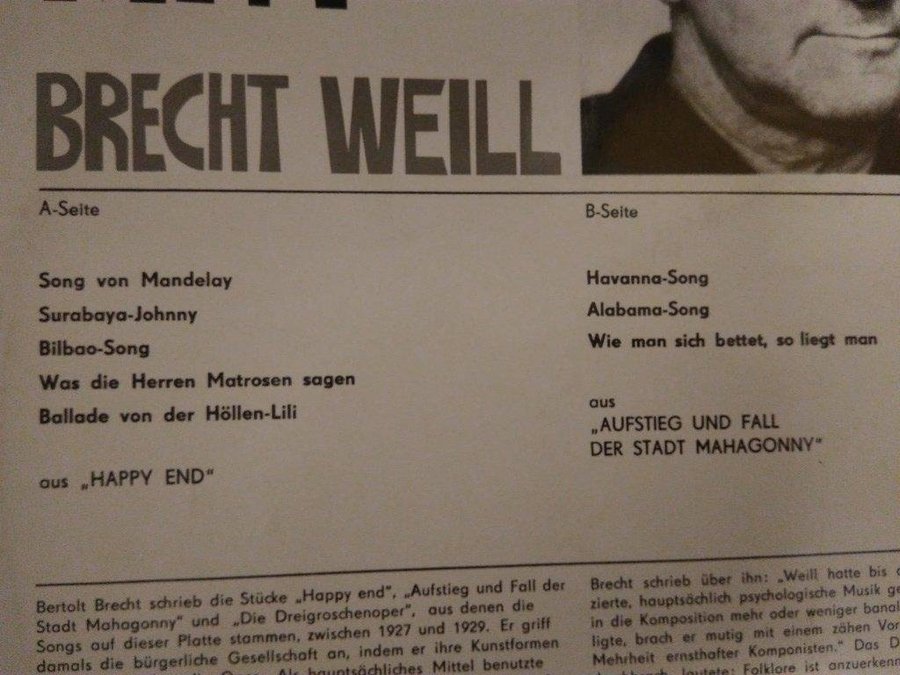 BRECHT WEILL
A-Seite
Song von Mandelay
Surabaya-Johnny
Bilbao-Song
Was die Herren Matrosen sagen
Ballade von der Höllen-Lili
aus „HAPPY END"
B-Seite
Havanna-Song
Alabama-Song
Wie man sich bettet, so liegt man
aus
„AUFSTIEG UND FALL
DER STADT MAHAGONNY"
Bertolt Brecht schrieb die Stücke „Happy end", „Aufstieg und Fall der
Stadt Mahagonny" und „Die Dreigroschenoper", aus denen die
Songs auf dieser Platte stammen, zwischen 1927 und 1929. Er griff
damals die bürgerliche Gesellschaft an, indem er ihre Kunstformen
Als hauptsächliches Mittel benutzte
Brecht schrieb über ihn: „Weill hatte bis
zierte, hauptsächlich psychologische Musik
in die Komposition mehr oder weniger
ligte, brach er mutig mit einem zähen
Mehrheit ernsthafter Komponisten." Das
lautete: Folklore ist